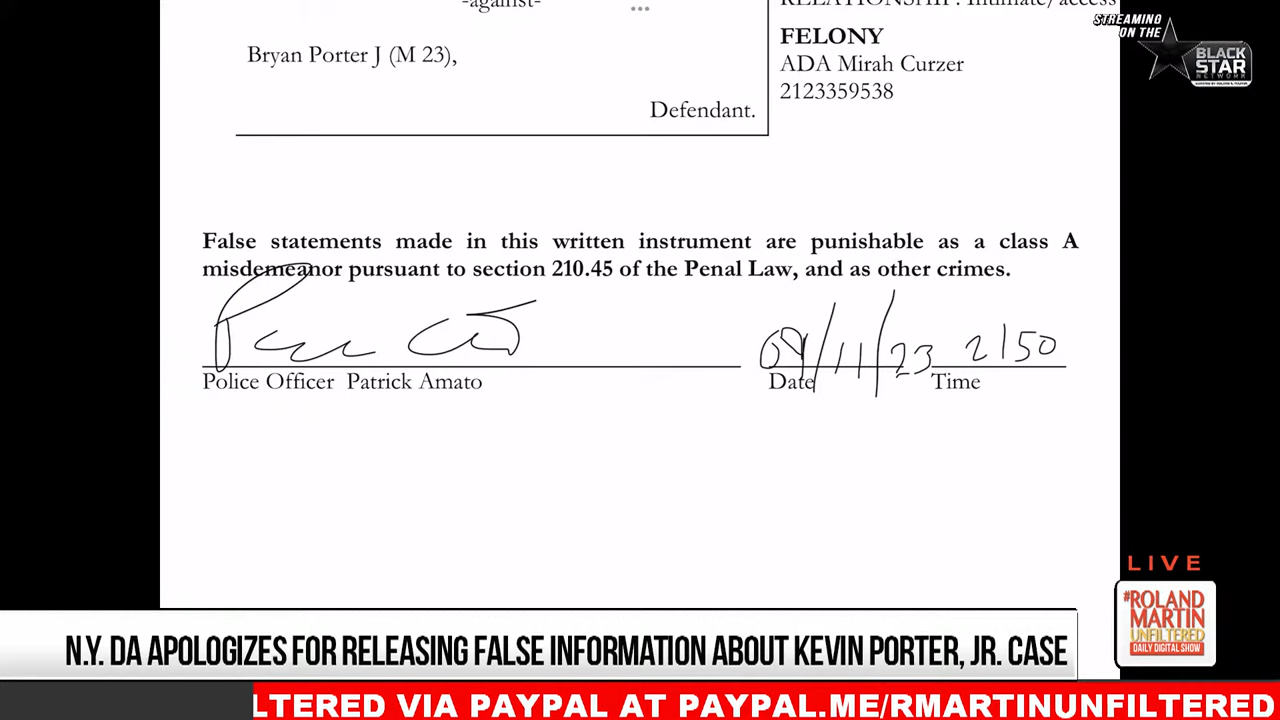 -against-
RELATIONSHIP: Intimate/access
STREAMING
ON THE
BLACK
STAR
NETWORK
Bryan Porter J (M 23),
FELONY
ADA Mirah Curzer
2123359538
Defendant.
False statements made in this written instrument are punishable as a class A
misdemeanor pursuant to section 210.45 of the Penal Law, and as other crimes.
09/11/23 2150
Police Officer Patrick Amato
Date
Time
LIVE
#ROLAND
MARTIN
UNFILTERED
DAILY DIGITAL SHOW
N.Y. DA APOLOGIZES FOR RELEASING FALSE INFORMATION ABOUT KEVIN PORTER, JR. CASE
LTERED VIA PAYPAL AT PAYPAL.ME/RMARTINUNFILTERED